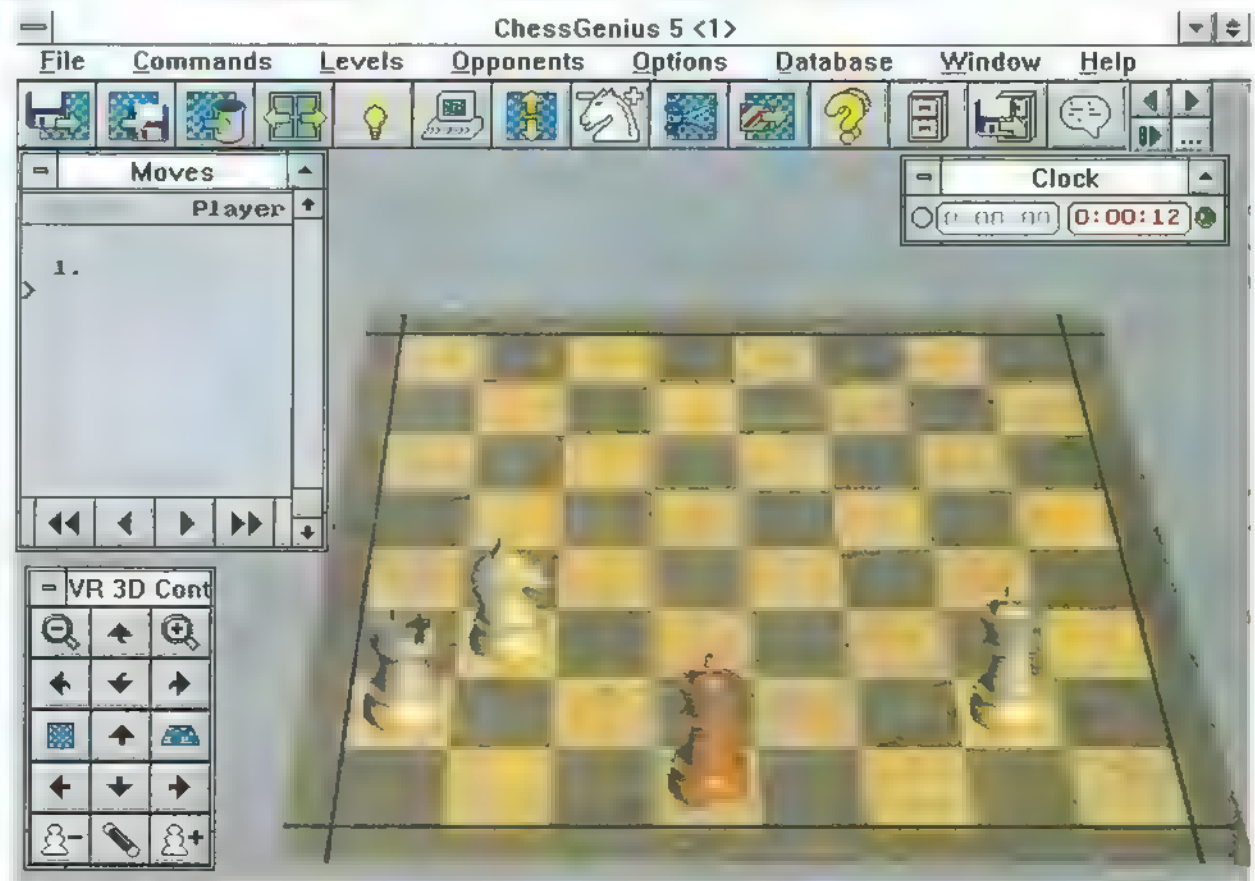 ChessGenius 5 <1>
File Commands Levels Opponents Options Database Window Help
Moves
Player
1.
Clock
0:00:12
VR 3D Cont